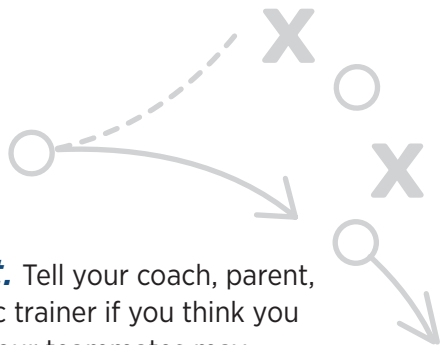 Tell your coach, parent,
trainer if you think you
our teammates may